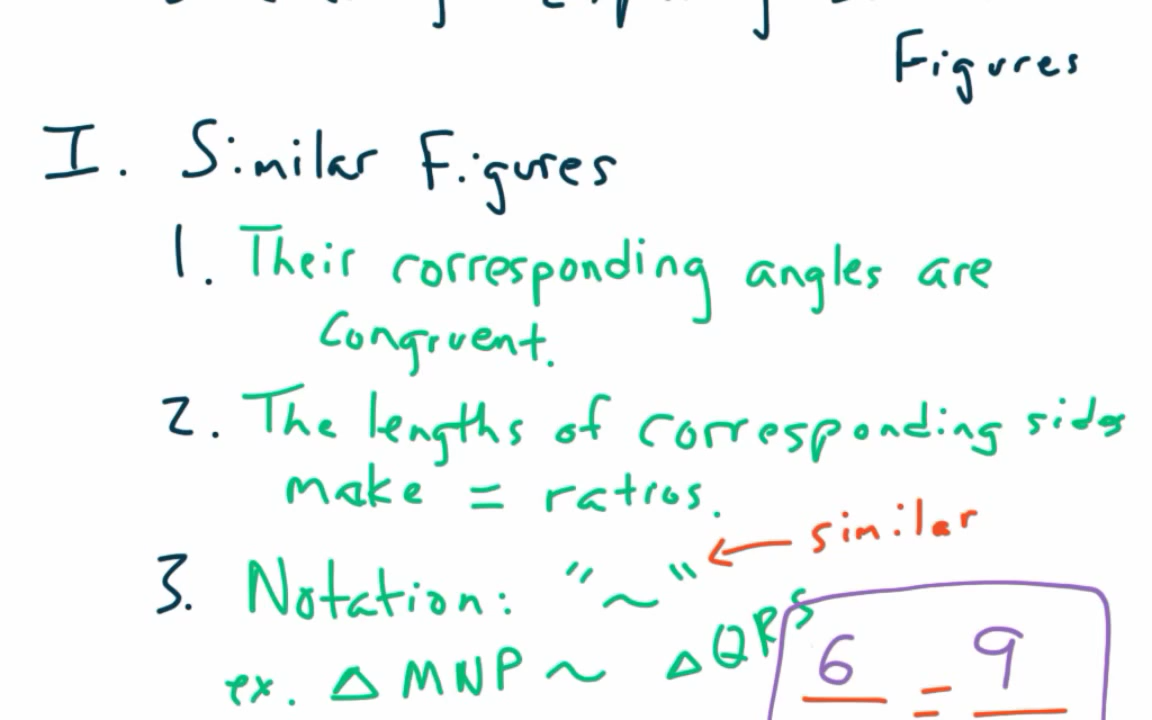 Figures
I. Similar Figures
1. Their corresponding angles are
congruent.
2. The lengths of corresponding sides
make = ratios.
← similar
3. Notation: "~"
ex. △MNP ~ △QRS
6 = 9